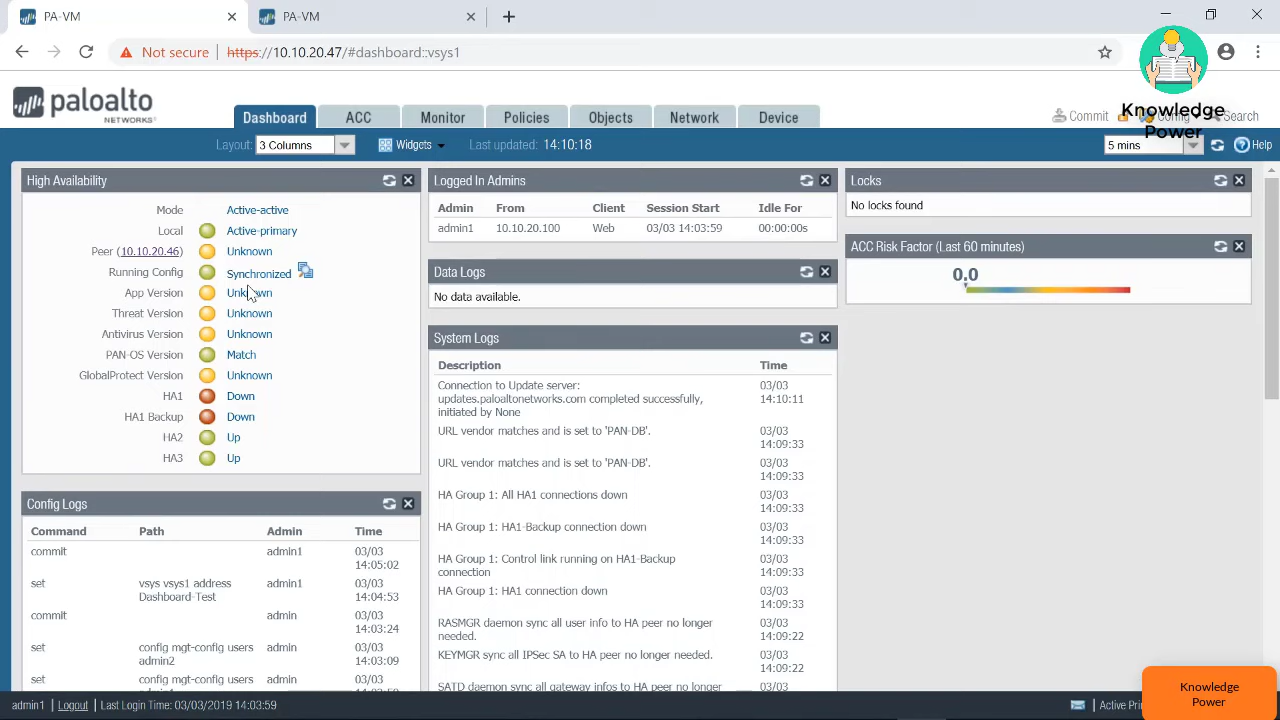 PA-VM
PA-VM
Not secure https://10.10.20.47/#dashboard::vsys1
paloalto
NETWORKS
Dashboard ACC Monitor Policies Objects Network Device
Commit Config Search
Knowledge
Power
Layout: 3 Columns Widgets Last updated: 14:10:18 5 mins Help
High Availability
Mode Active-active
Local Active-primary
Peer (10.10.20.46) Unknown
Running Config Synchronized
App Version Unknown
Threat Version Unknown
Antivirus Version Unknown
PAN-OS Version Match
GlobalProtect Version Unknown
HA1 Down
HA1 Backup Down
HA2 Up
HA3 Up
Config Logs
Command Path Admin Time
commit admin1 03/03
14:05:02
set vsys vsys1 address admin1 03/03
Dashboard-Test 14:04:53
commit admin 03/03
14:03:24
set config mgt-config users admin 03/03
admin2 14:03:09
set config mgt-config users admin 03/03
Logged In Admins
Admin From Client Session Start Idle For
admin1 10.10.20.100 Web 03/03 14:03:59 00:00:00s
Data Logs
No data available.
System Logs
Description Time
Connection to Update server: 03/03
updates.paloaltonetworks.com completed successfully, 14:10:11
initiated by None
URL vendor matches and is set to 'PAN-DB'. 03/03
14:09:33
URL vendor matches and is set to 'PAN-DB'. 03/03
14:09:33
HA Group 1: All HA1 connections down 03/03
14:09:33
HA Group 1: HA1-Backup connection down 03/03
14:09:33
HA Group 1: Control link running on HA1-Backup 03/03
connection 14:09:33
HA Group 1: HA1 connection down 03/03
14:09:33
RASMGR daemon sync all user info to HA peer no longer 03/03
needed. 14:09:22
KEYMGR sync all IPSec SA to HA peer no longer needed. 03/03
14:09:22
SATD daemon sync all gateway infos to HA peer no longer 03/03
Locks
No locks found
ACC Risk Factor (Last 60 minutes)
0.0
admin1 Logout Last Login Time: 03/03/2019 14:03:59 Active
Knowledge
Power